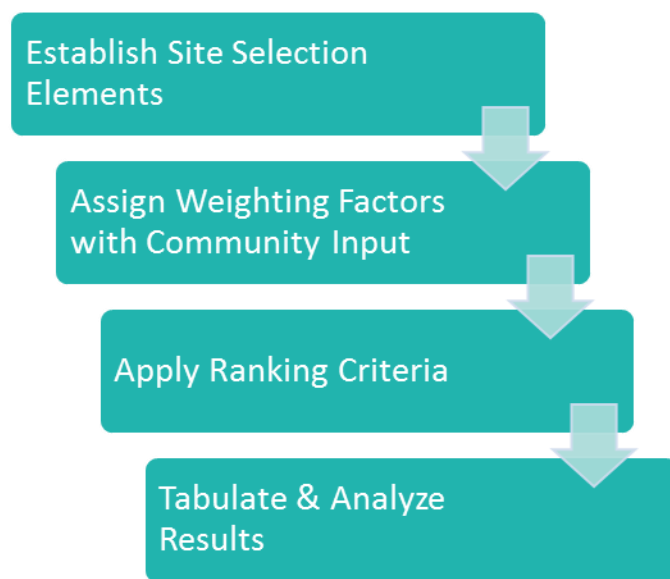 Establish Site Selection
Elements
Assign Weighting Factors
with Community Input
Apply Ranking Criteria
Tabulate & Analyze
Results